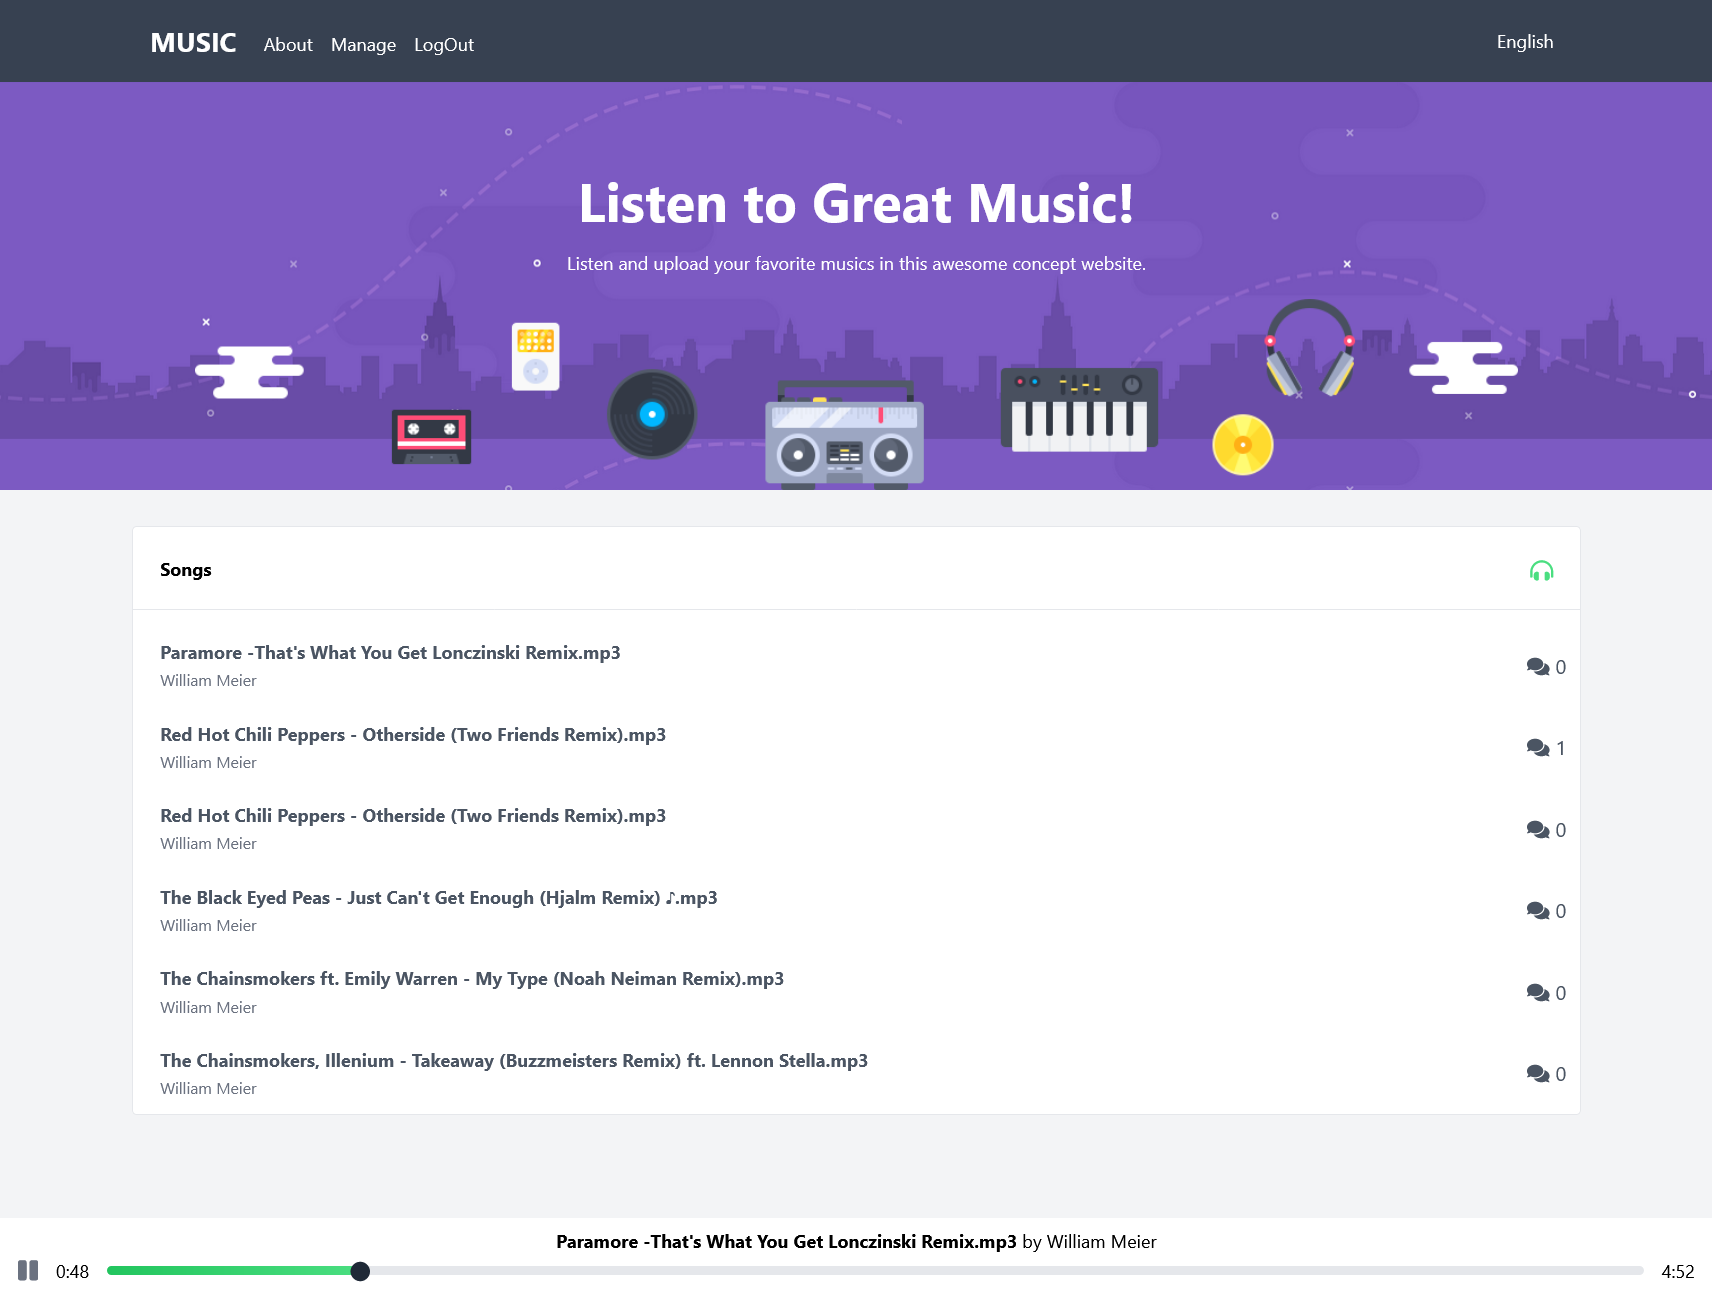 MUSIC About Manage LogOut English
Listen to Great Music!
Listen and upload your favorite musics in this awesome concept website.
Songs
Paramore -That's What You Get Lonczinski Remix.mp3
William Meier
0
Red Hot Chili Peppers - Otherside (Two Friends Remix).mp3
William Meier
1
Red Hot Chili Peppers - Otherside (Two Friends Remix).mp3
William Meier
0
The Black Eyed Peas - Just Can't Get Enough (Hjalm Remix) ♪.mp3
William Meier
0
The Chainsmokers ft. Emily Warren - My Type (Noah Neiman Remix).mp3
William Meier
0
The Chainsmokers, Illenium - Takeaway (Buzzmeisters Remix) ft. Lennon Stella.mp3
William Meier
0
Paramore -That's What You Get Lonczinski Remix.mp3 by William Meier
0:48 4:52